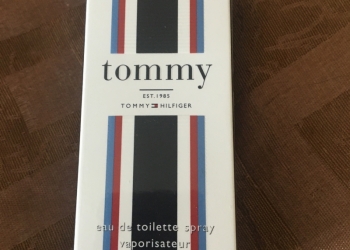 tommy
EST. 1985
TOMMY HILFIGER
eau de toilette spray
vaporisateur